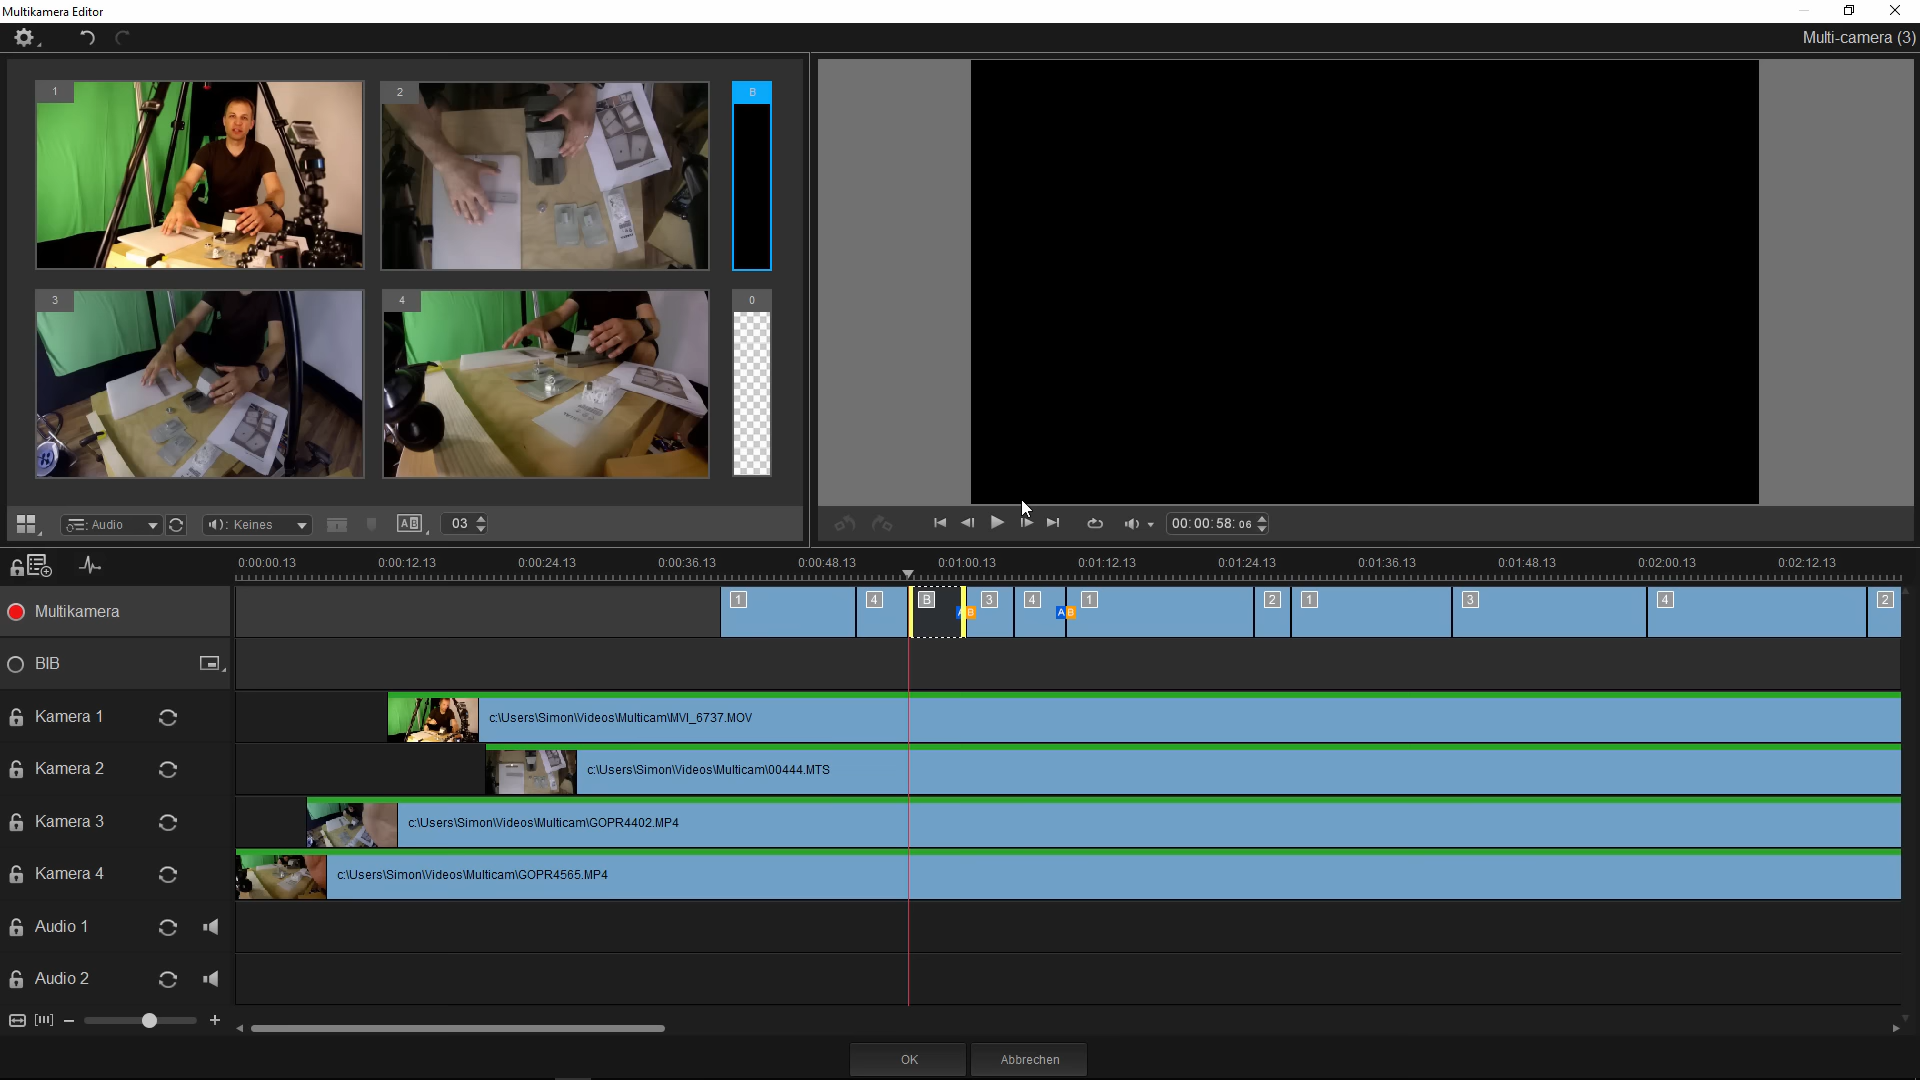 Multikamera Editor
Multi-camera (3)
1
2
B
3
4
0
Audio
Keines
AB
03
00:00:58:06
0:00:00.13 0:00:12.13 0:00:24.13 0:00:36.13 0:00:48.13 0:01:00.13 0:01:12.13 0:01:24.13 0:01:36.13 0:01:48.13 0:02:00.13 0:02:12.13
Multikamera 1 4 B AB 3 4 AB 1 2 1 3 4 2
BIB
Kamera 1 c:\Users\Simon\Videos\Multicam\MVI_6737.MOV
Kamera 2 c:\Users\Simon\Videos\Multicam\00444.MTS
Kamera 3 c:\Users\Simon\Videos\Multicam\GOPR4402.MP4
Kamera 4 c:\Users\Simon\Videos\Multicam\GOPR4565.MP4
Audio 1
Audio 2
OK Abbrechen